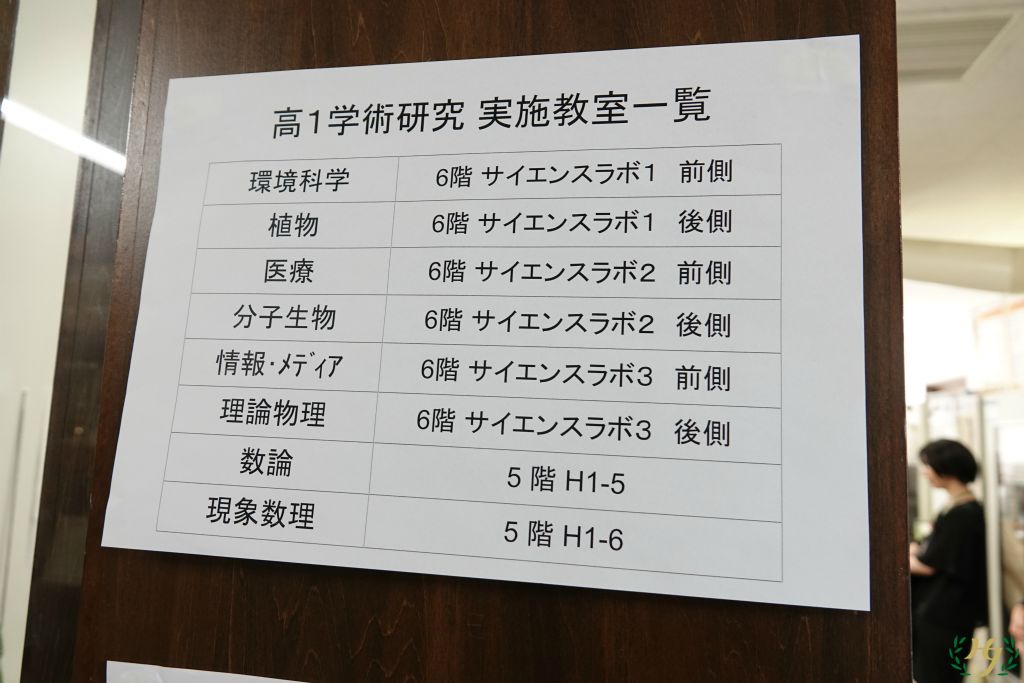 高1学術研究 実施教室一覧
環境科学 6階 サイエンスラボ1 前側
植物 6階 サイエンスラボ1 後側
医療 6階 サイエンスラボ2 前側
分子生物 6階 サイエンスラボ2 後側
情報・ﾒﾃﾞｨｱ 6階 サイエンスラボ3 前側
理論物理 6階 サイエンスラボ3 後側
数論 5 階 H1-5
現象数理 5 階 H1-6